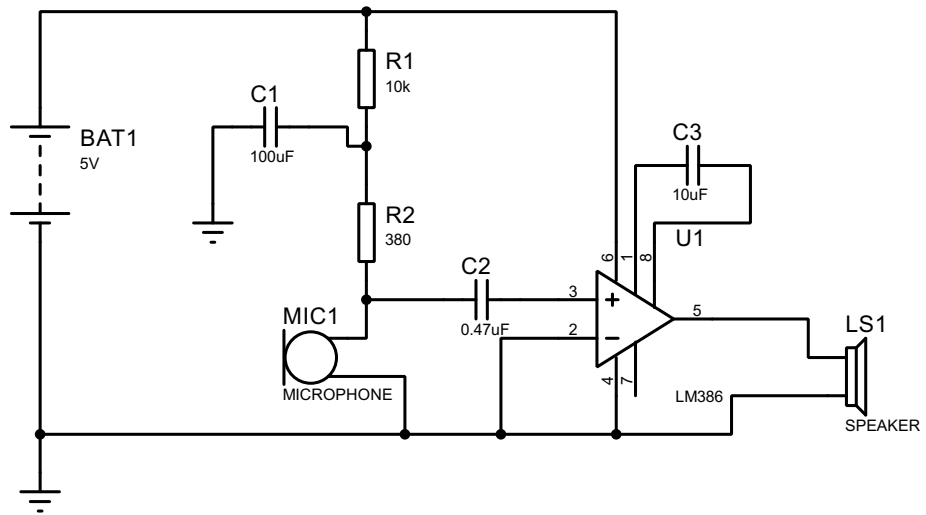 R1
10k
C1
100uF
BAT1
5V
C3
10uF
R2
380
U1
6
1
8
C2
0.47uF
3
2
5
MIC1
MICROPHONE
4
7
LM386
LS1
SPEAKER